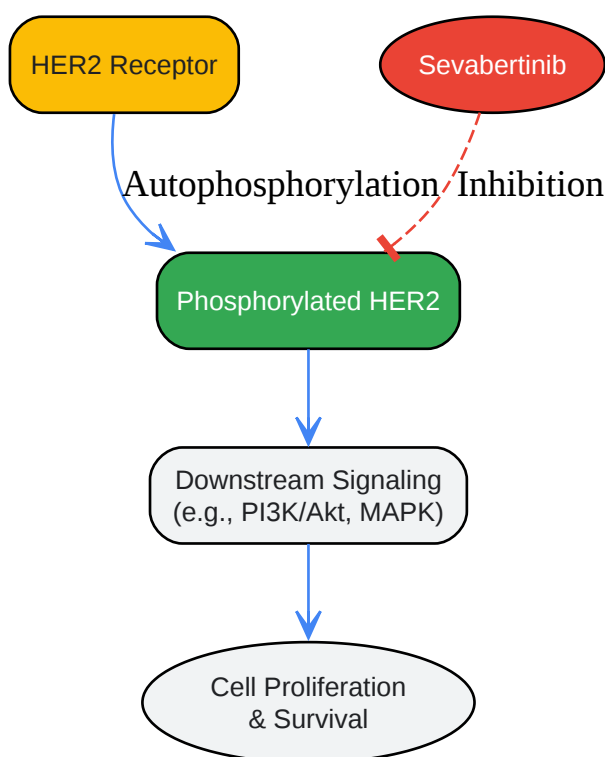 HER2 Receptor
Sevabertinib
Autophosphorylation
Inhibition
Phosphorylated HER2
Downstream Signaling
(e.g., PI3K/Akt, MAPK)
Cell Proliferation
& Survival